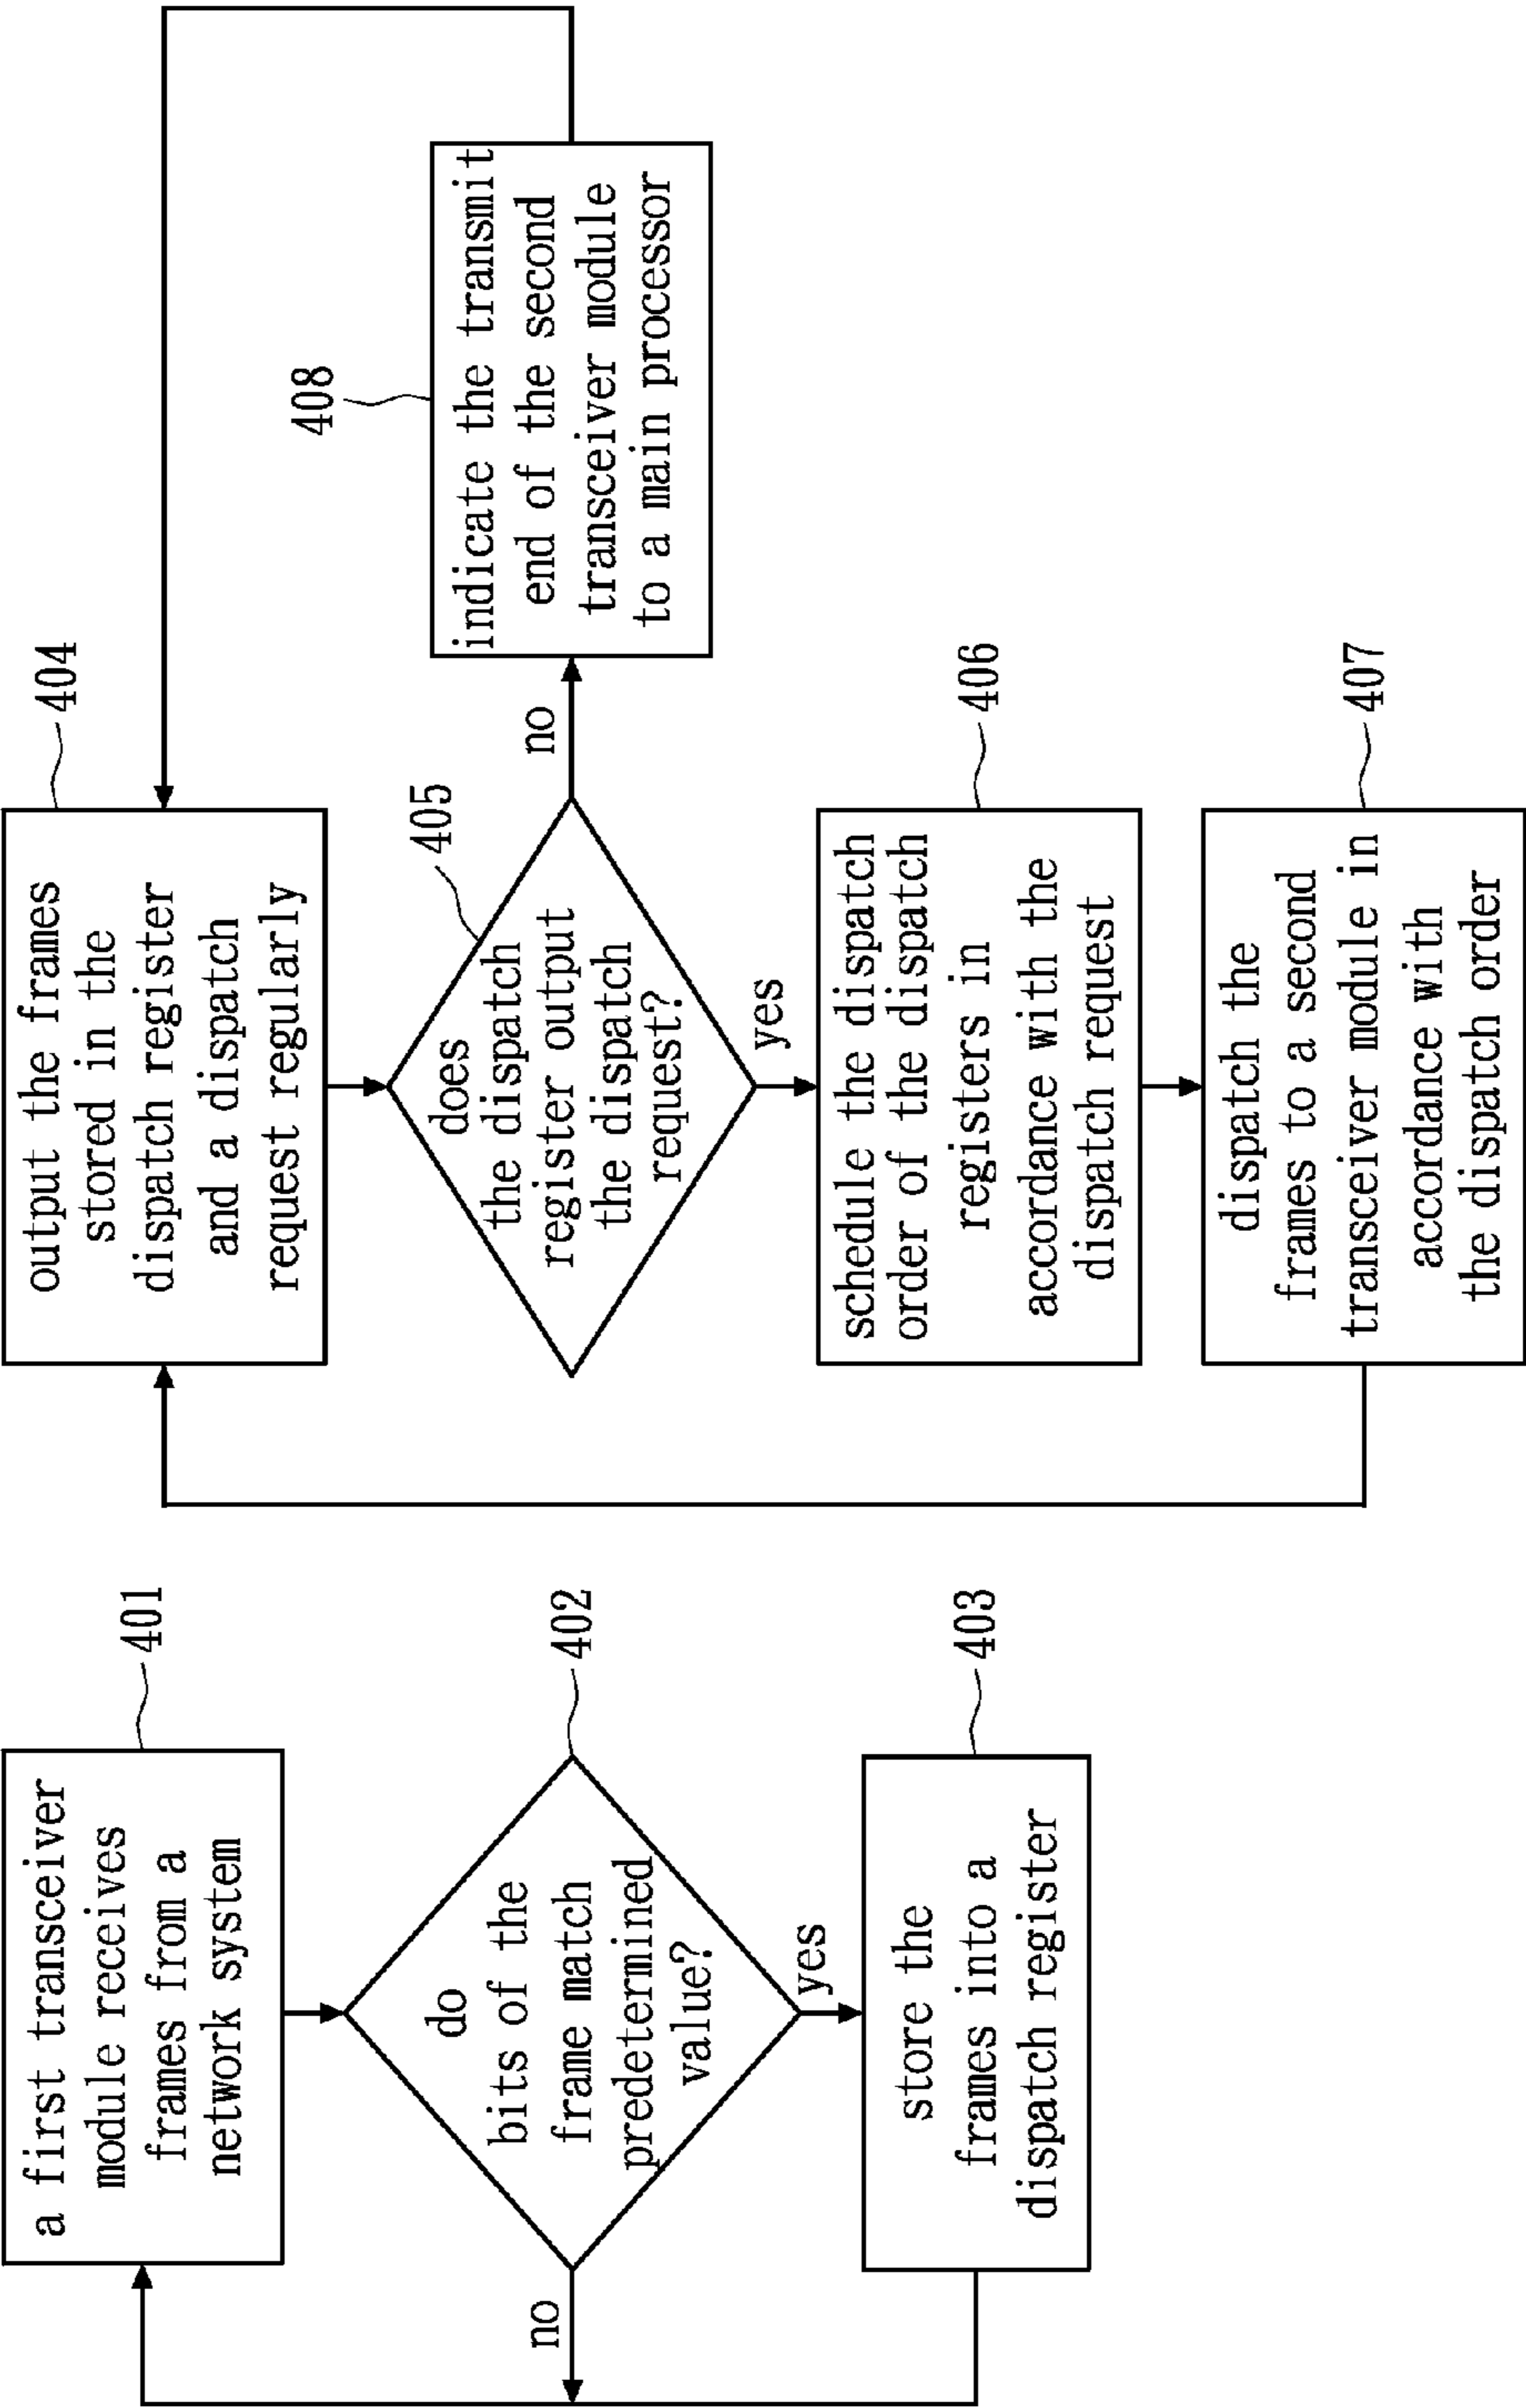 a first transceiver
module receives
frames from a
network system
401
do
bits of the
frame match
predetermined
value?
402
no
yes
store the
frames into a
dispatch register
403
output the frames
stored in the
dispatch register
and a dispatch
request regularly
404
does
the dispatch
register output
the dispatch
request?
405
no
yes
indicate the transmit
end of the second
transceiver module
to a main processor
408
schedule the dispatch
order of the dispatch
registers in
accordance with the
dispatch request
406
dispatch the
frames to a second
transceiver module in
accordance with
the dispatch order
407